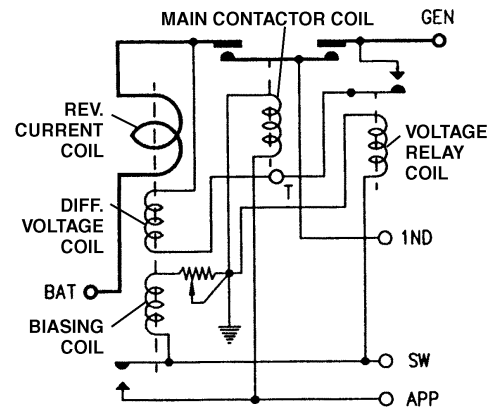 MAIN CONTACTOR COIL
GEN
REV.
CURRENT
COIL
VOLTAGE
RELAY
COIL
T
DIFF.
VOLTAGE
COIL
1ND
BAT
BIASING
COIL
SW
APP